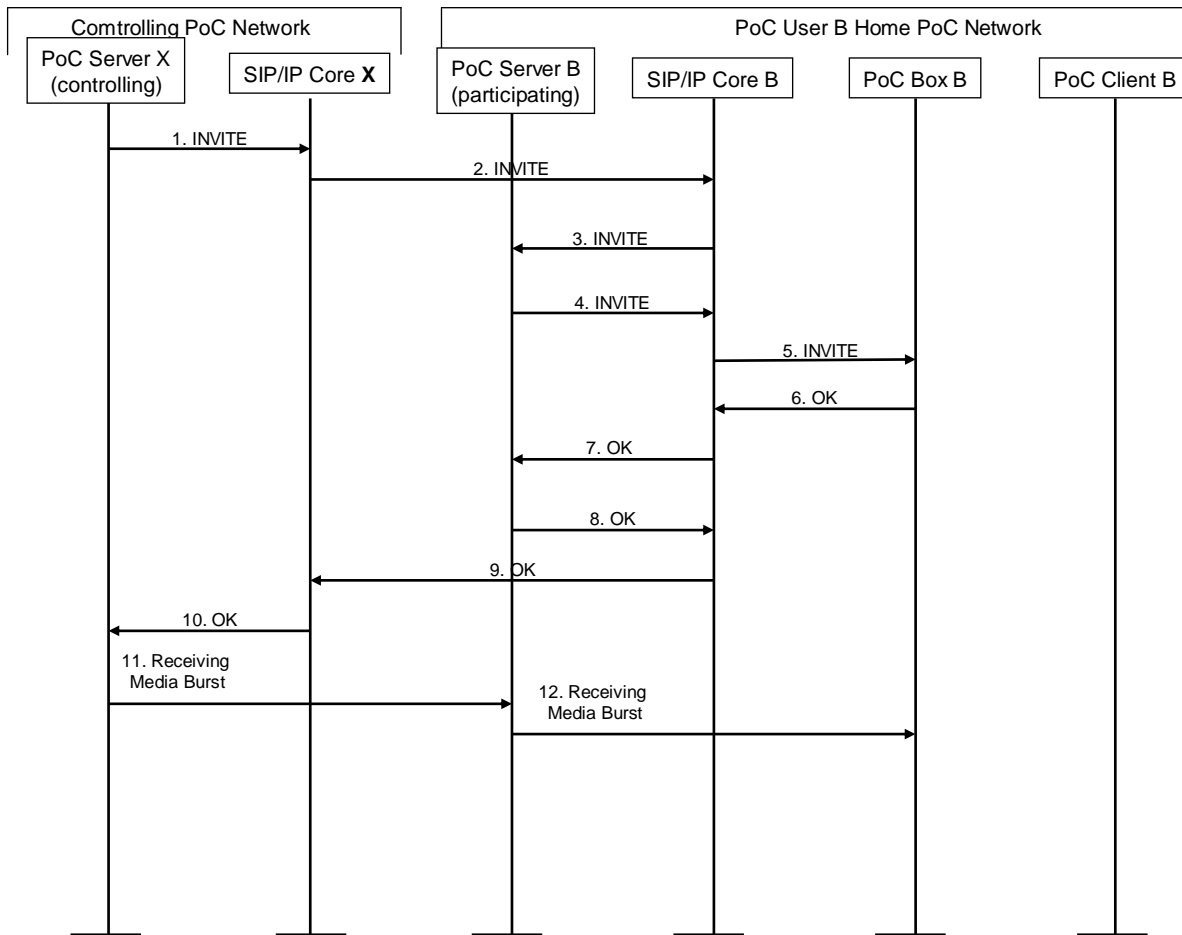 Comtrolling PoC Network
PoC User B Home PoC Network
PoC Server X
(controlling)
SIP/IP Core X
PoC Server B
(participating)
SIP/IP Core B
PoC Box B
PoC Client B
1. INVITE
2. INVITE
3. INVITE
4. INVITE
5. INVITE
6. OK
7. OK
8. OK
9. OK
10. OK
11. Receiving
Media Burst
12. Receiving
Media Burst